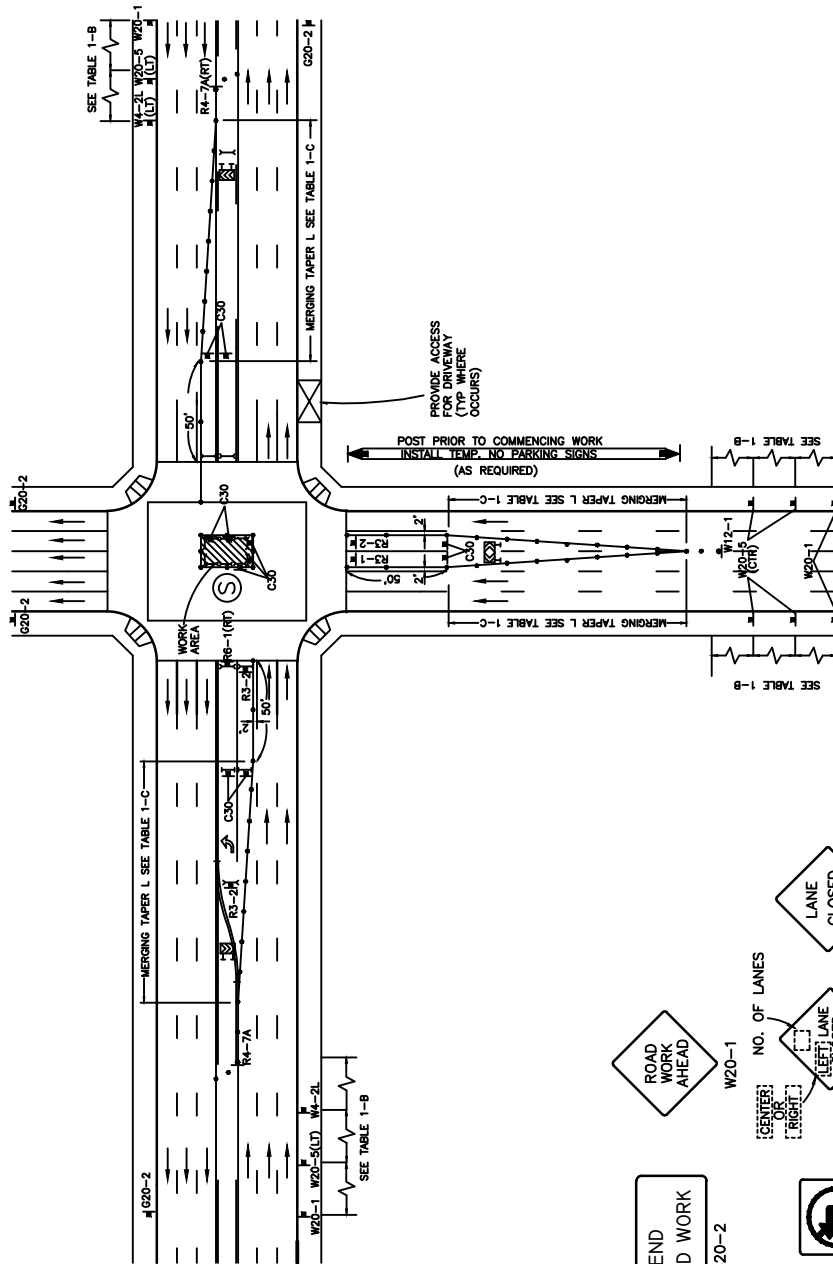 SEE TABLE 1-B
W4-2L
(LT)
W20-5
(LT)
W20-1
R4-7A(RT)
G20-2
C30
MERGING TAPER L SEE TABLE 1-C
50'
PROVIDE ACCESS
FOR DRIVEWAY
(TYP WHERE
OCCURS)
G20-2
G20-2
C30
C30
S
WORK
AREA
R6-1(RT)
R3-2
50'
2'
C30
MERGING TAPER L SEE TABLE 1-C
R3-2
R4-7A
G20-2
W20-1
W20-5(LT)
W4-2L
SEE TABLE 1-B
POST PRIOR TO COMMENCING WORK
INSTALL TEMP. NO PARKING SIGNS
(AS REQUIRED)
R3-1
R3-2
50'
2'
2'
C30
MERGING TAPER L SEE TABLE 1-C
MERGING TAPER L SEE TABLE 1-C
W12-1
W20-5
(CTR)
W20-1
SEE TABLE 1-B
SEE TABLE 1-B
ROAD
WORK
AHEAD
W20-1
NO. OF LANES
CENTER
OR
RIGHT
LEFT LANE
LANE
CLOSED
END
D WORK
20-2